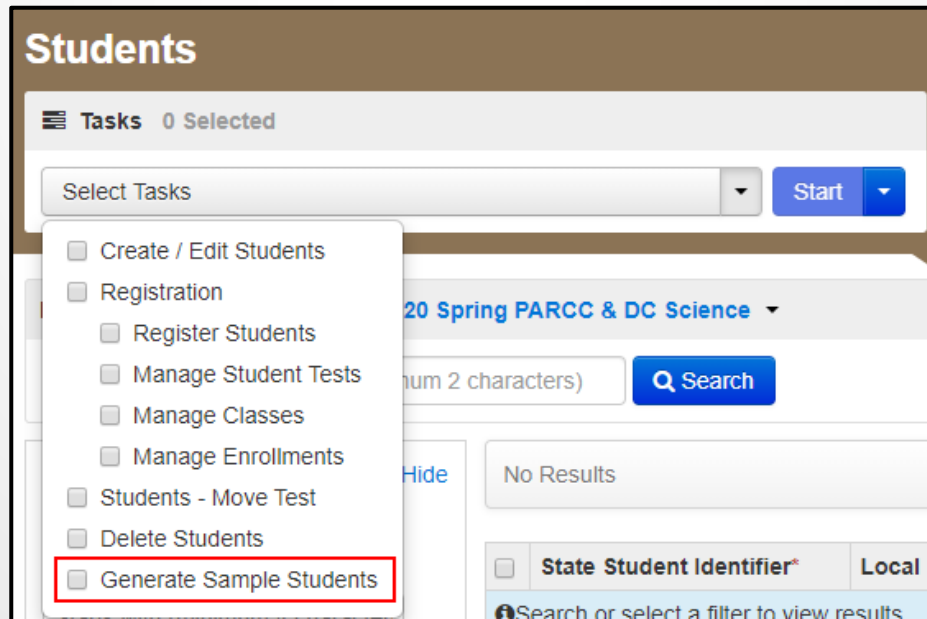 Students
Tasks 0 Selected
Select Tasks
Start
Create / Edit Students
Registration
Register Students
Manage Student Tests
Manage Classes
Manage Enrollments
Students - Move Test
Delete Students
Generate Sample Students
20 Spring PARCC & DC Science
2 characters)
Search
Hide
No Results
State Student Identifier*
Local
Search or select a filter to view results